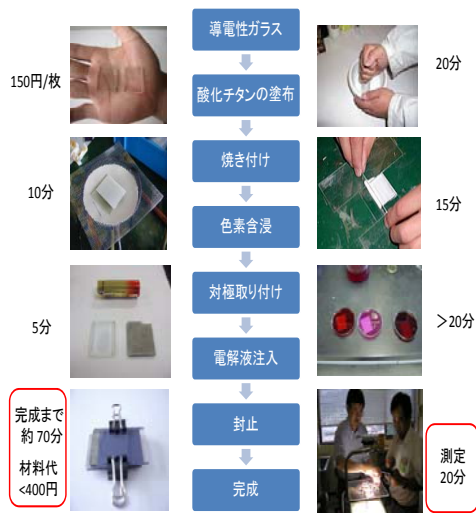 導電性ガラス
150円/枚
20分
酸化チタンの塗布
焼き付け
10分
15分
色素含浸
対極取り付け
5分
>20分
電解液注入
完成まで
約70分
材料代
<400円
封止
測定
20分
完成